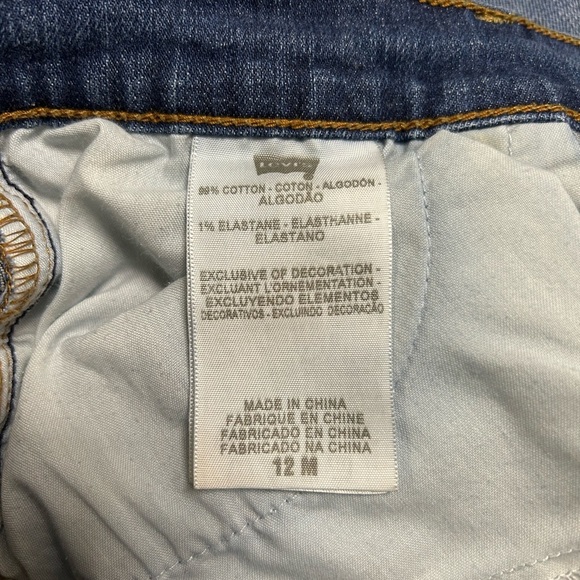 Levi's
99% COTTON - COTON - ALGODÓN -
ALGODÃO
1% ELASTANE - ELASTHANNE -
ELASTANO
EXCLUSIVE OF DECORATION -
EXCLUANT L'ORNEMENTATION -
EXCLUYENDO ELEMENTOS
DECORATIVOS - EXCLUINDO DECORAÇÃO
MADE IN CHINA
FABRIQUE EN CHINE
FABRICADO EN CHINA
FABRICADO NA CHINA
12 M